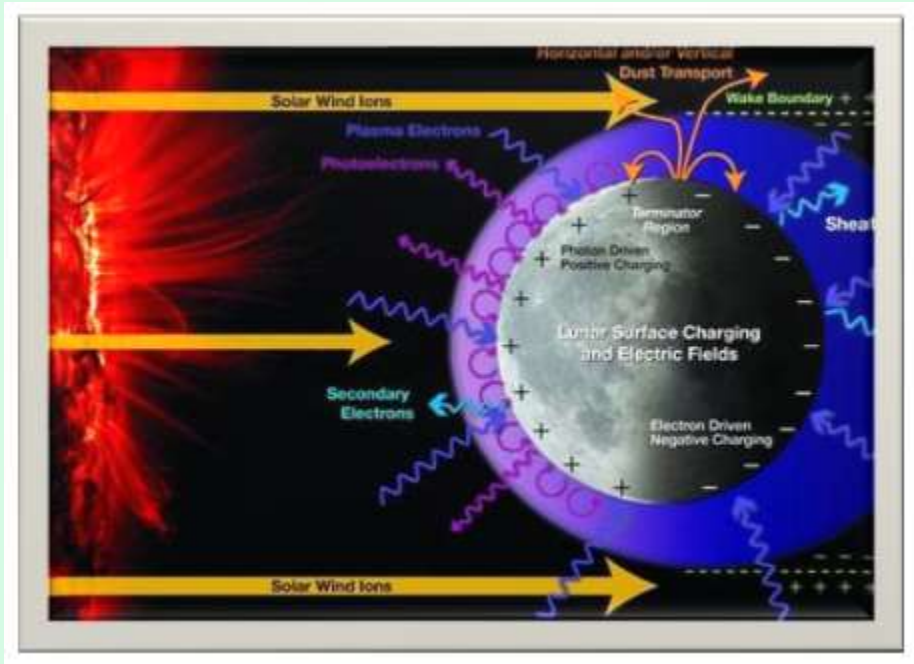 Horizontal and/or Vertical
Dust Transport
Solar Wind Ions
Wake Boundary + +
- -
Plasma Electrons
Photoelectrons
Terminator
Region
Sheat
Photon Driven
Positive Charging
Lunar Surface Charging
and Electric Fields
Secondary
Electrons
Electron Driven
Negative Charging
Solar Wind Ions
- - - -
+ + + +